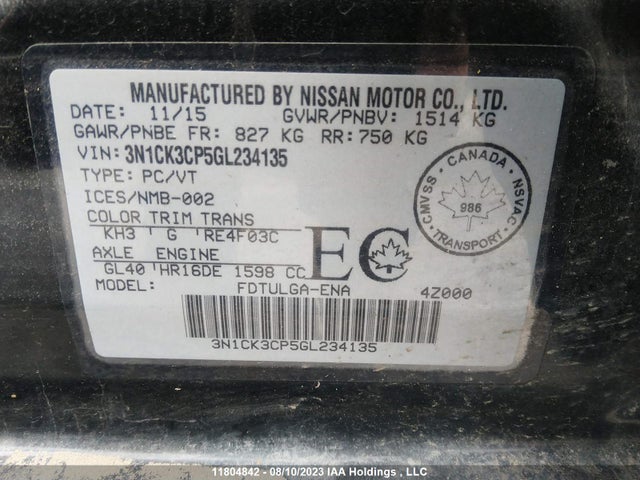 MANUFACTURED BY NISSAN MOTOR CO., LTD.
DATE: 11/15 GVWR/PNBV: 1514 KG
GAWR/PNBE FR: 827 KG RR: 750 KG
VIN: 3N1CK3CP5GL234135
TYPE: PC/VT
ICES/NMB-002
COLOR TRIM TRANS
KH3 ' G ' RE4F03C
AXLE ENGINE
GL40 ' HR16DE 1598 CC
MODEL: FDTULGA-ENA 4Z000
EC
CANADA
CMVSS
986
NSVAC
TRANSPORT
3N1CK3CP5GL234135
11804842 - 08/10/2023 IAA Holdings , LLC